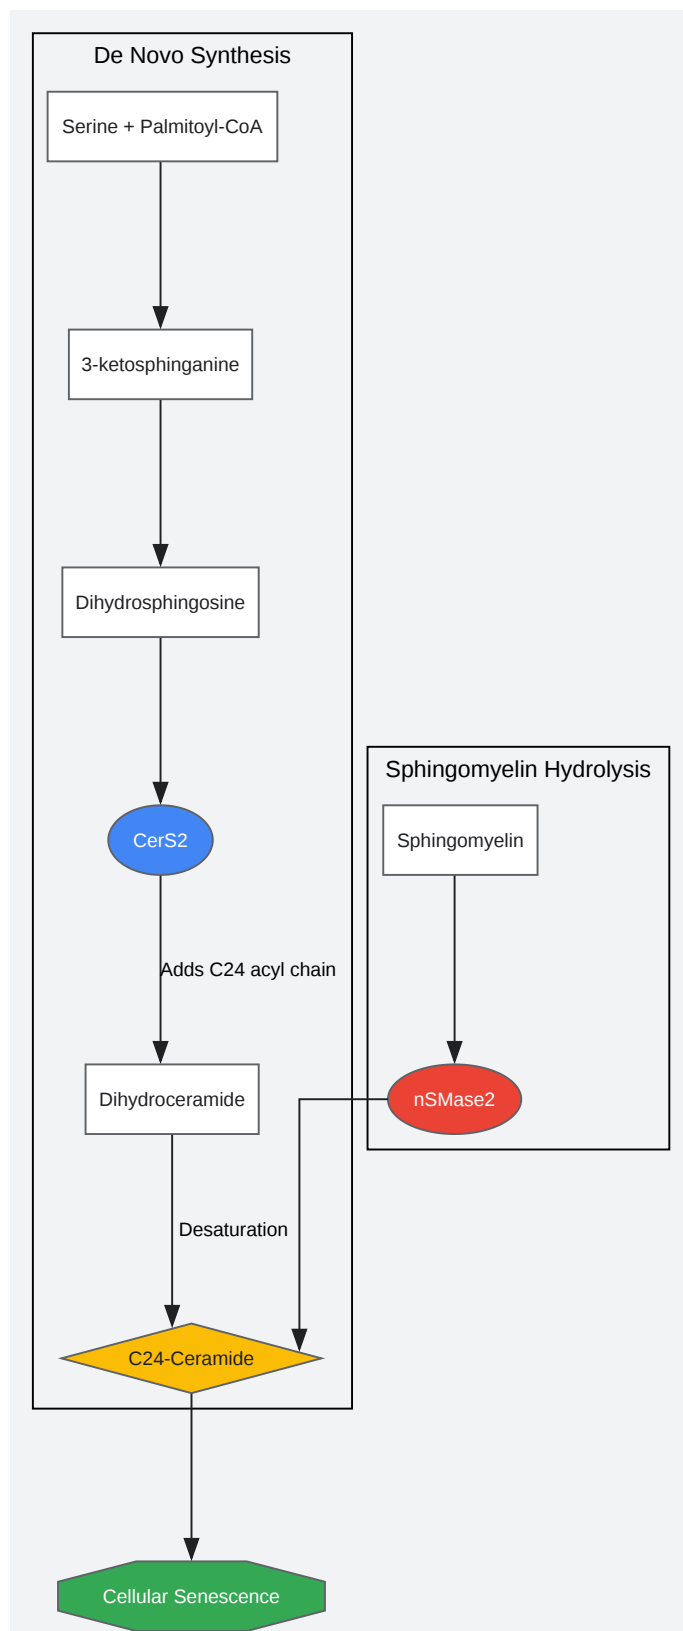 De Novo Synthesis
Serine + Palmitoyl-CoA
3-ketosphinganine
Dihydrosphingosine
CerS2
Adds C24 acyl chain
Dihydroceramide
Desaturation
C24-Ceramide
Sphingomyelin Hydrolysis
Sphingomyelin
nSMase2
Cellular Senescence